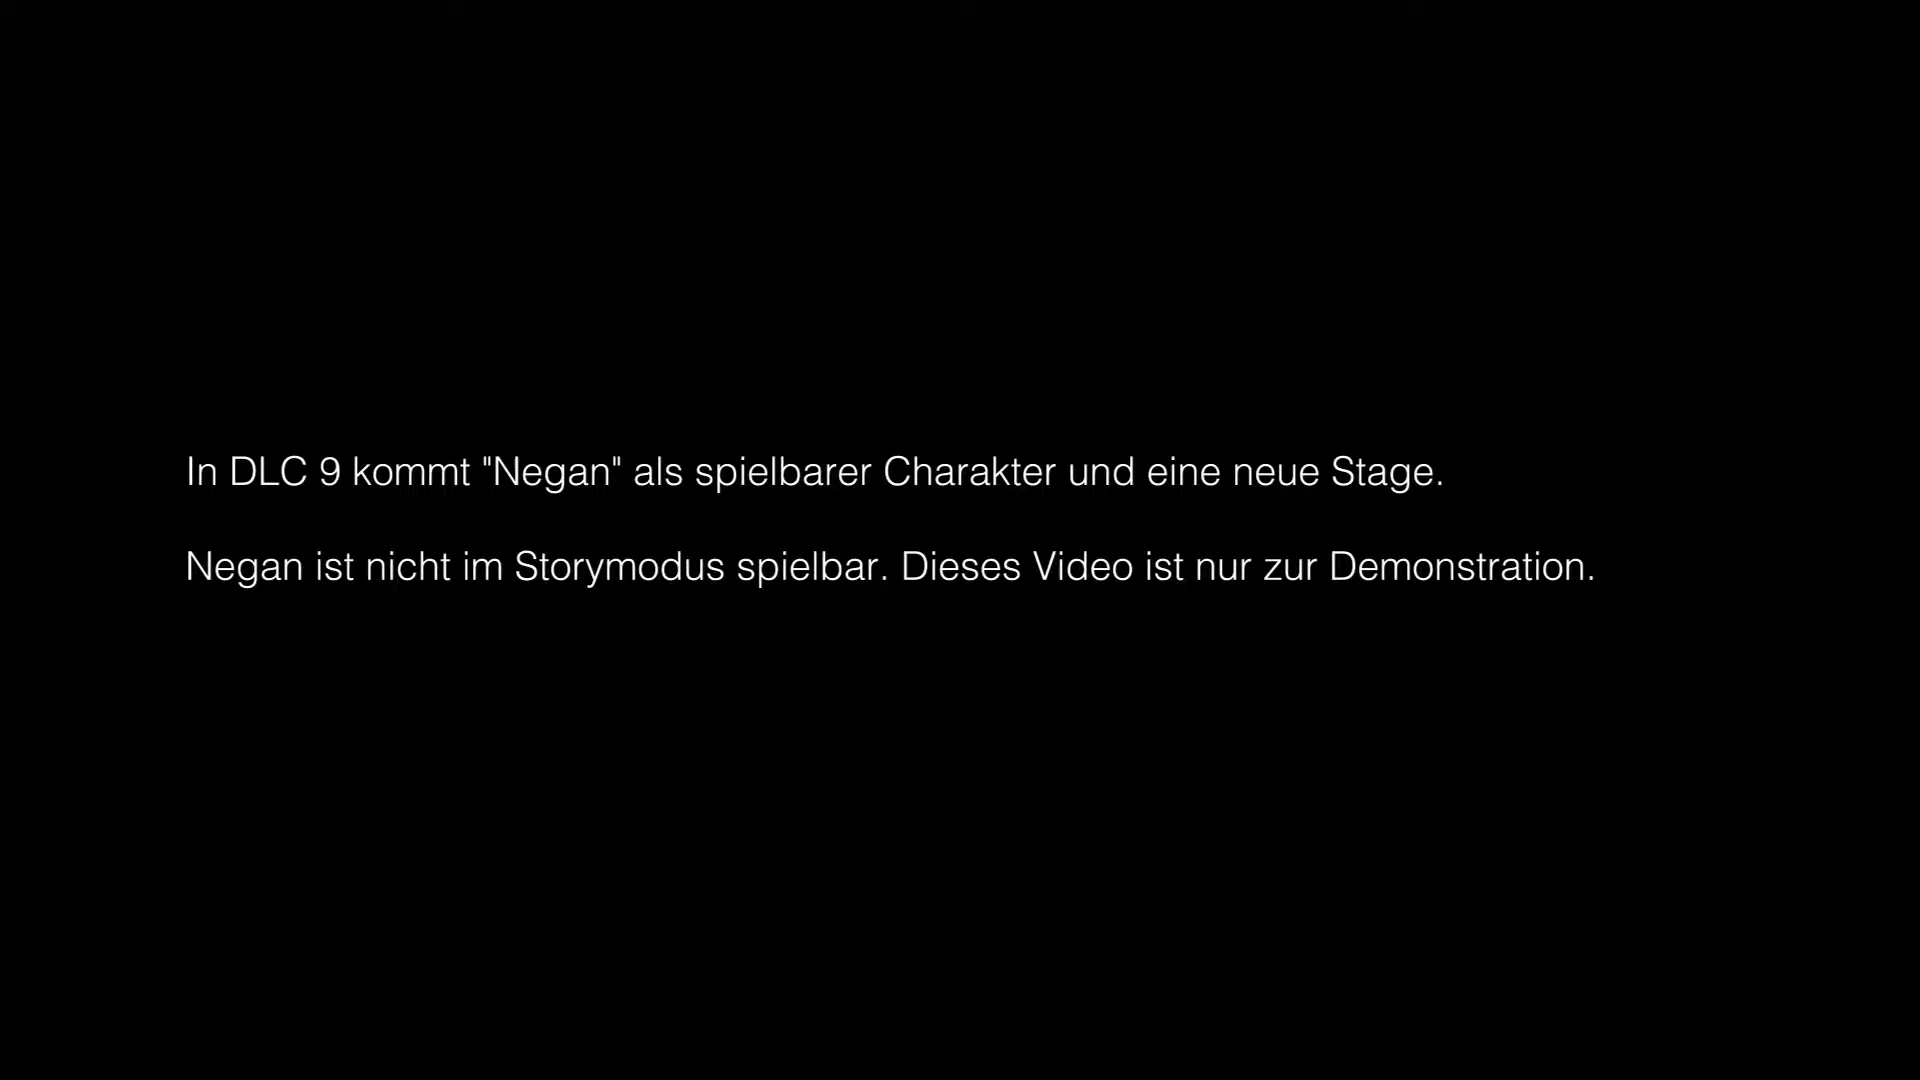 In DLC 9 kommt "Negan" als spielbarer Charakter und eine neue Stage.
Negan ist nicht im Storymodus spielbar. Dieses Video ist nur zur Demonstration.